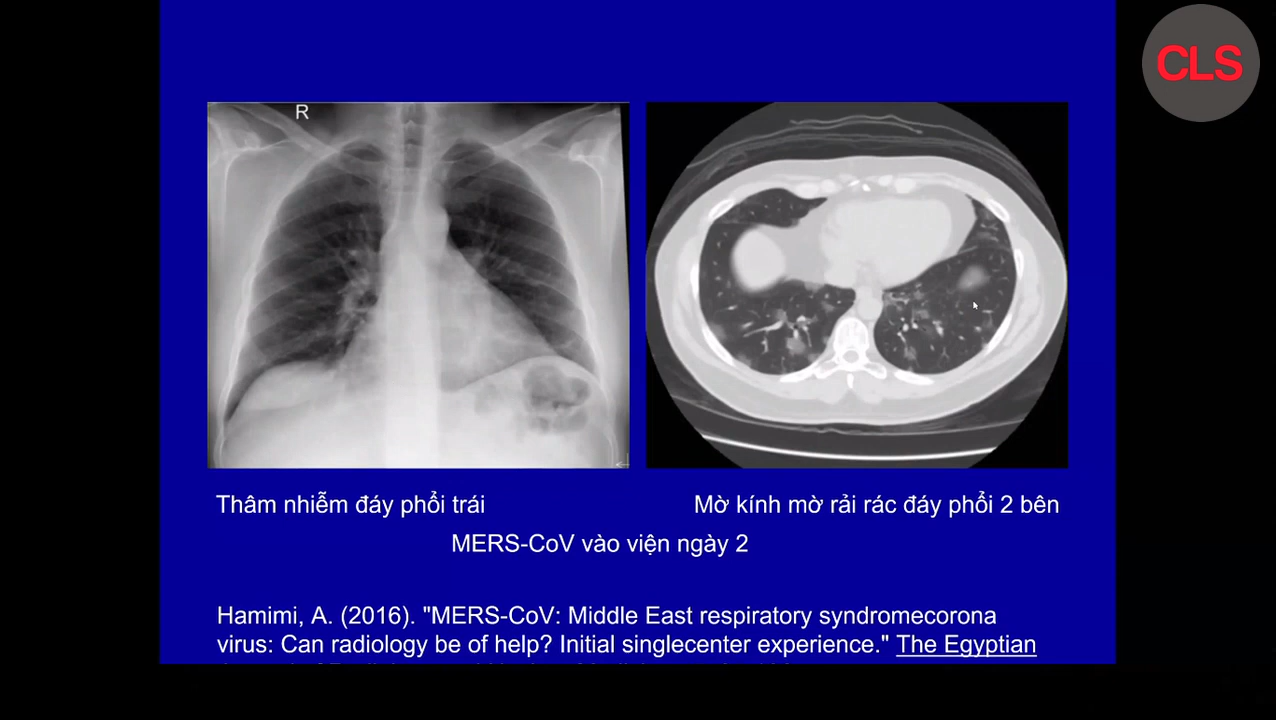 CLS
R
Thâm nhiễm đáy phổi trái
Mờ kính mờ rải rác đáy phổi 2 bên
MERS-CoV vào viện ngày 2
Hamimi, A. (2016). "MERS-CoV: Middle East respiratory syndromecorona
virus: Can radiology be of help? Initial singlecenter experience." The Egyptian